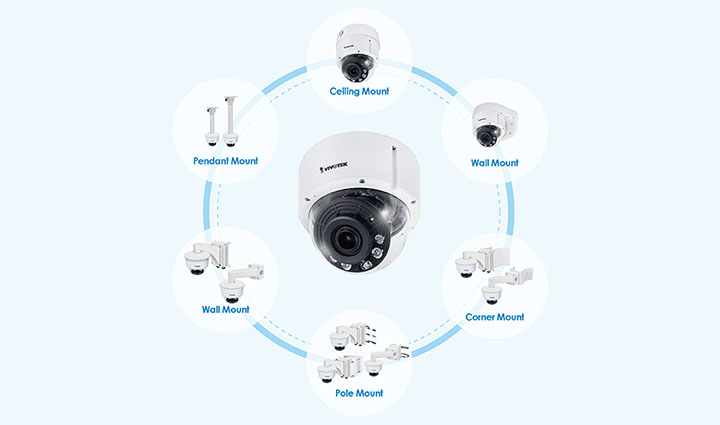 Ceiling Mount
Pendant Mount
Wall Mount
VIVOTEK
Wall Mount
Corner Mount
Pole Mount